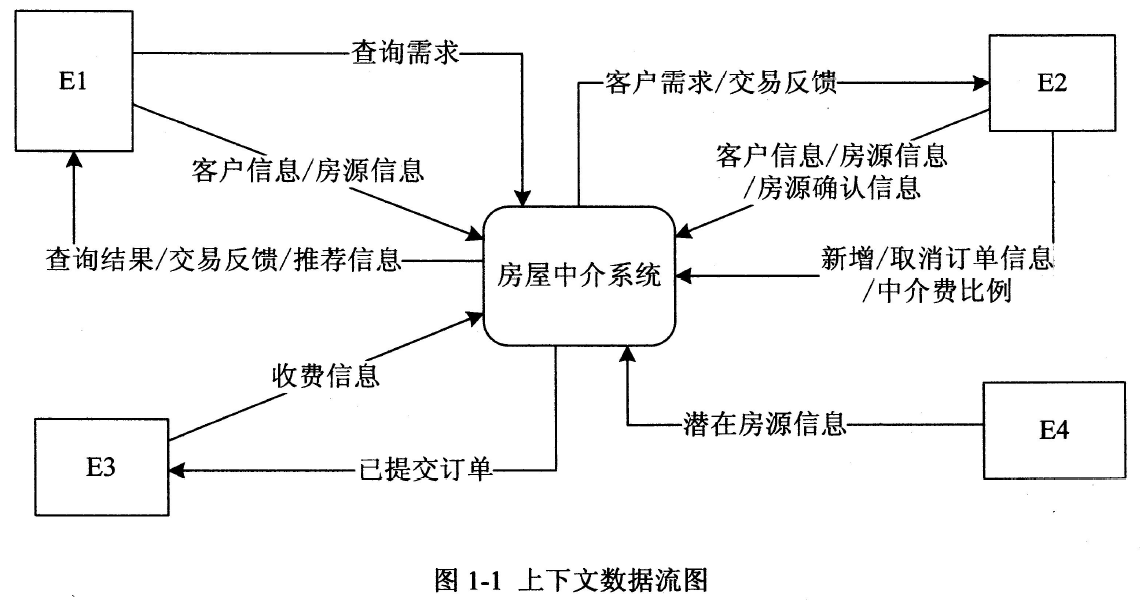 E1
查询需求
客户需求/交易反馈
E2
客户信息/房源信息
客户信息/房源信息
/房源确认信息
查询结果/交易反馈/推荐信息
房屋中介系统
新增/取消订单信息
/中介费比例
收费信息
E3
已提交订单
潜在房源信息
E4
图 1-1 上下文数据流图